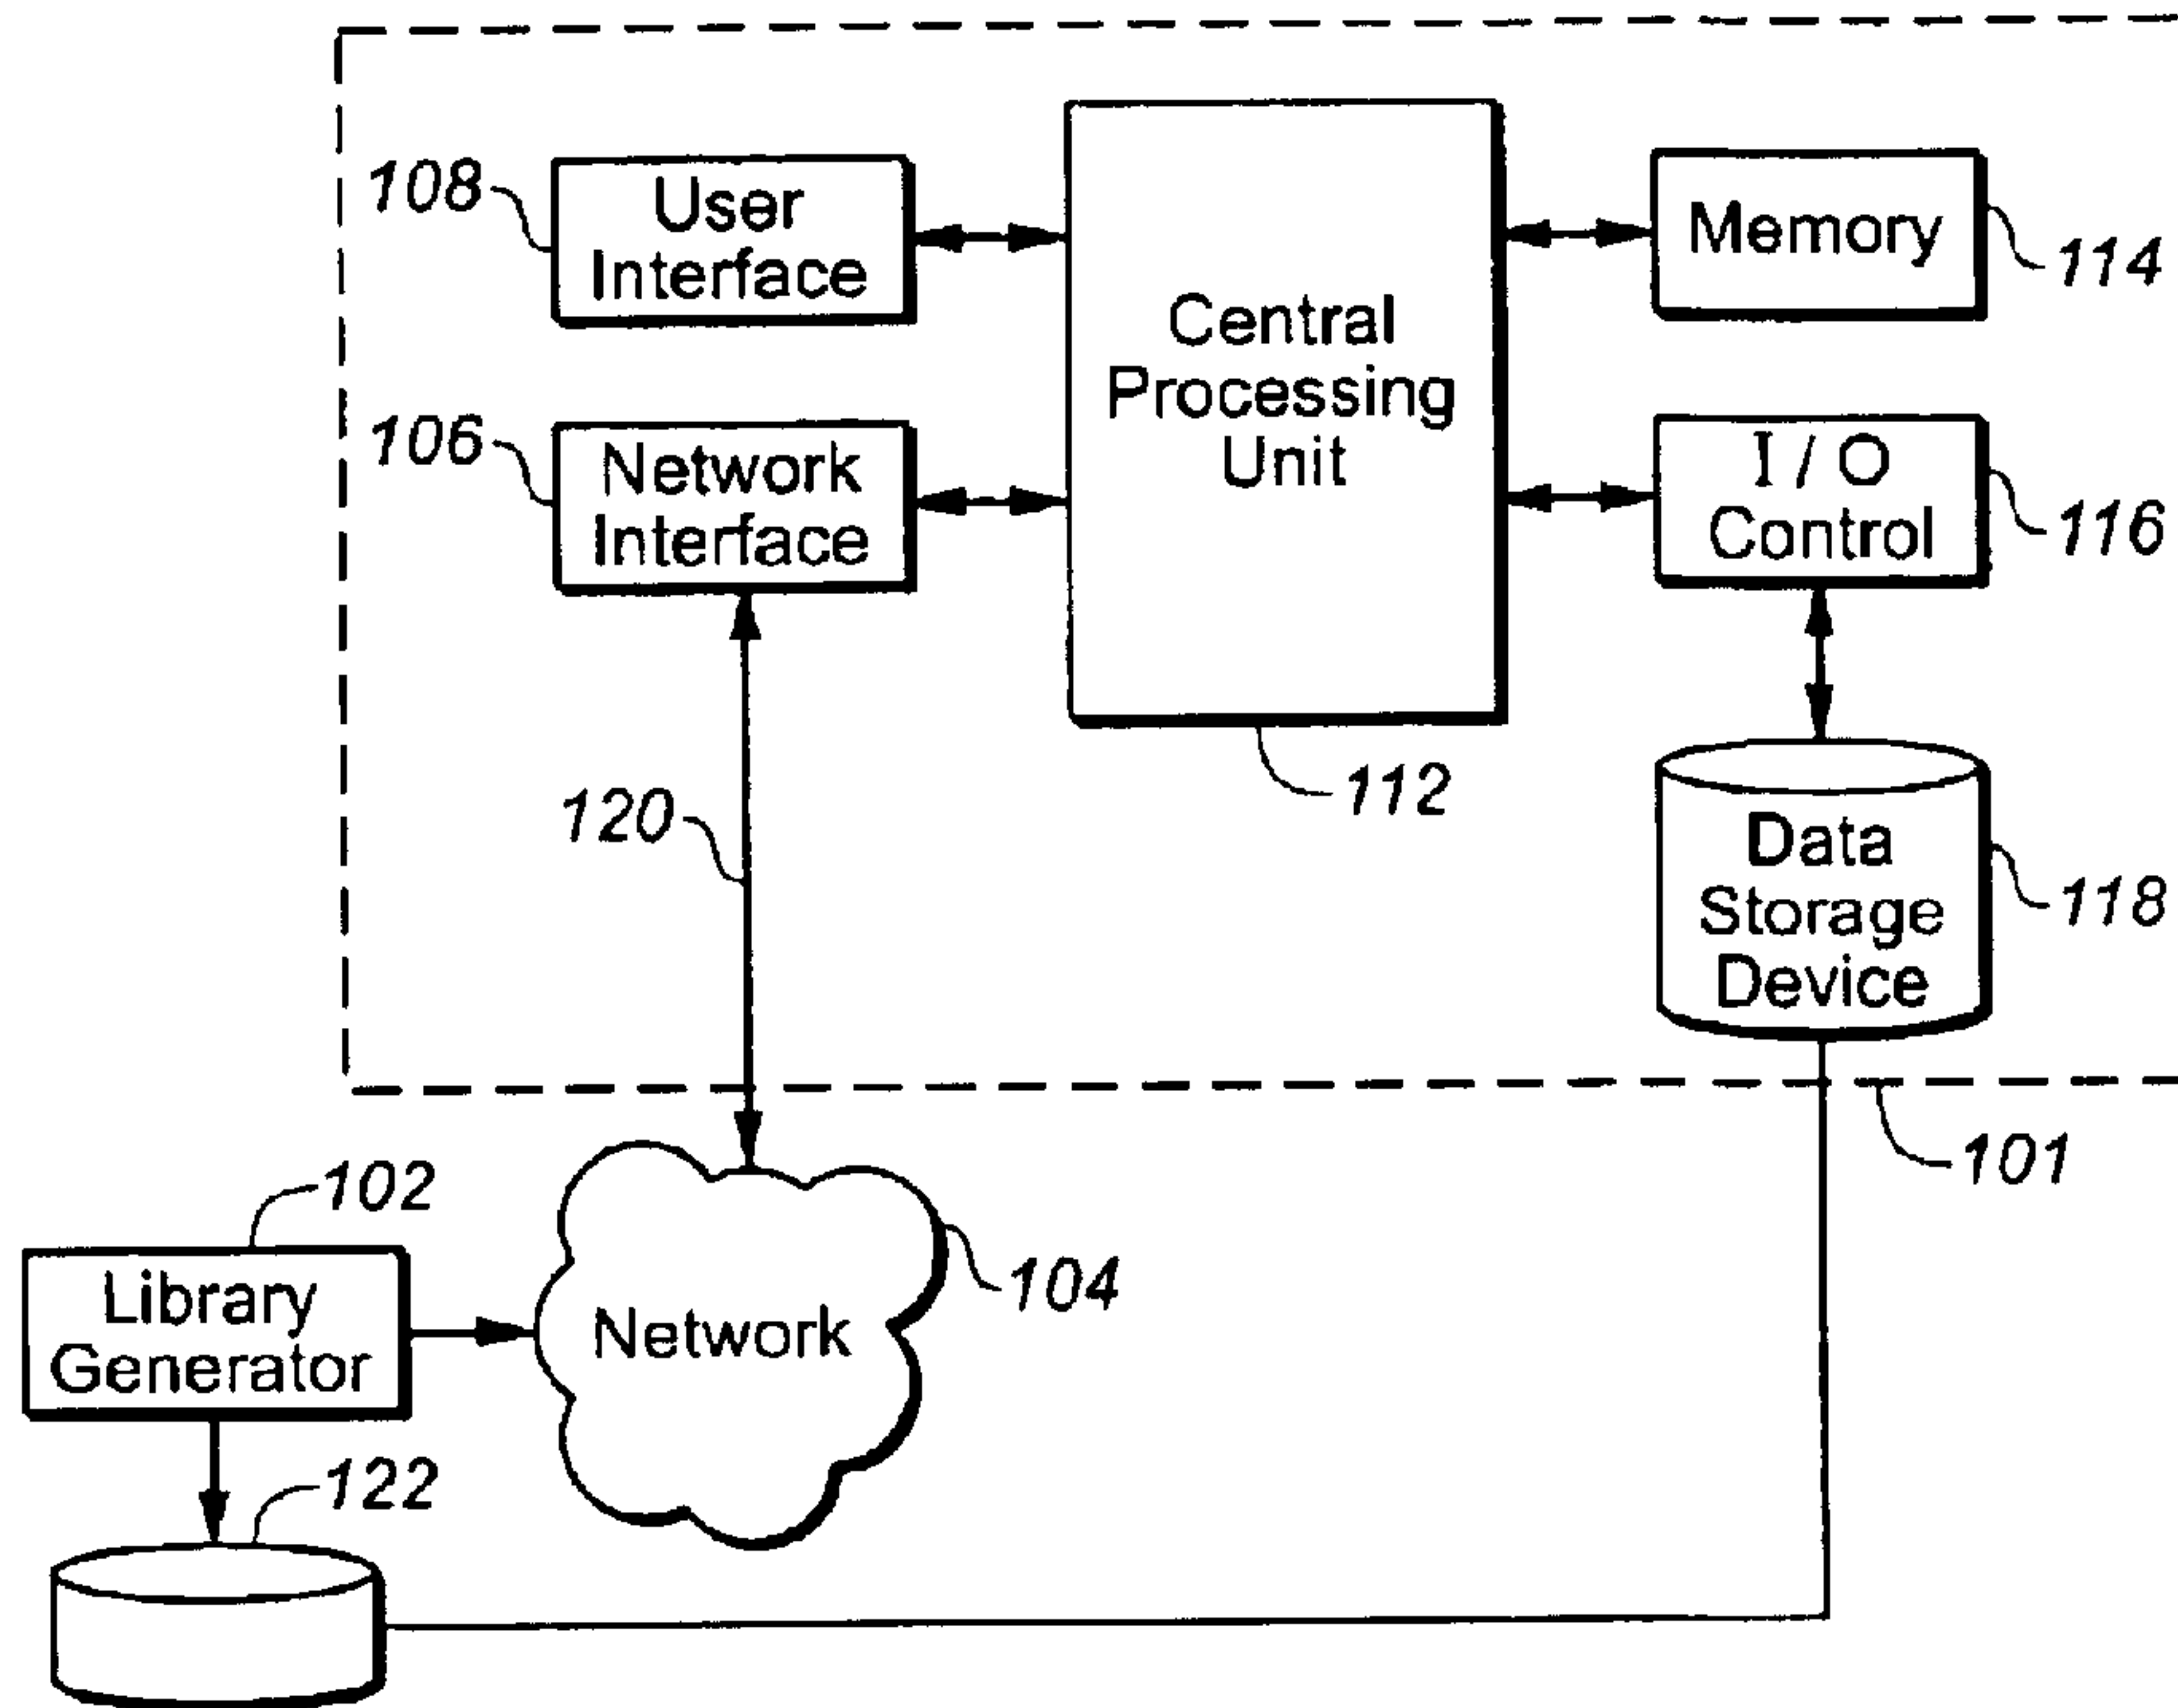 108
User
Interface
Central
Processing
Unit
Memory
114
106
Network
Interface
I / O
Control
116
120
112
Data
Storage
Device
118
101
102
Library
Generator
Network
104
122